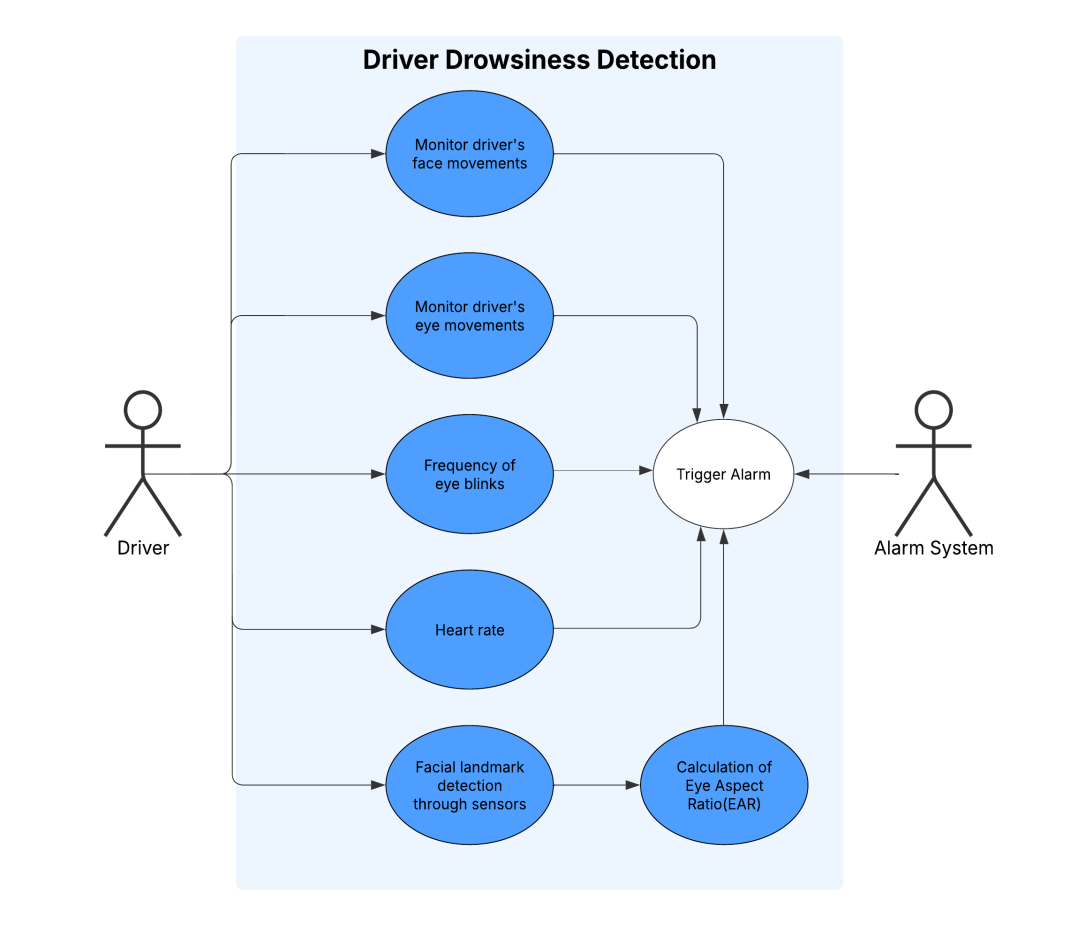 Driver Drowsiness Detection
Monitor driver's
face movements
Monitor driver's
eye movements
Frequency of
eye blinks
Trigger Alarm
Driver
Alarm System
Heart rate
Facial landmark
detection
through sensors
Calculation of
Eye Aspect
Ratio(EAR)